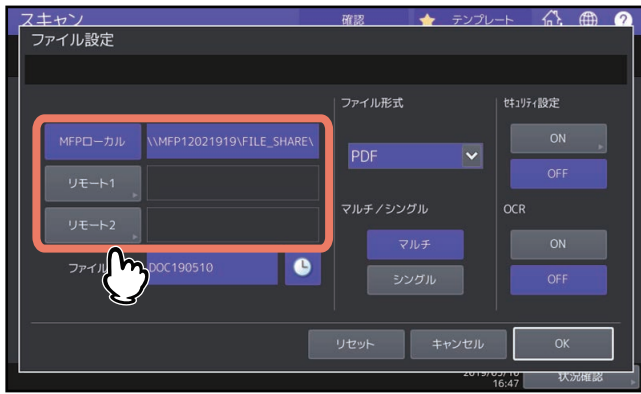 スキャン
確認
テンプレート
?
ファイル設定
MFPローカル
\\MFP12021919\FILE_SHARE\
リモート1
リモート2
DOC190510
ファイル形式
PDF
マルチ/シングル
マルチ
シングル
セキュリティ設定
ON
OFF
OCR
ON
OFF
リセット
キャンセル
OK
16:47
状況確認